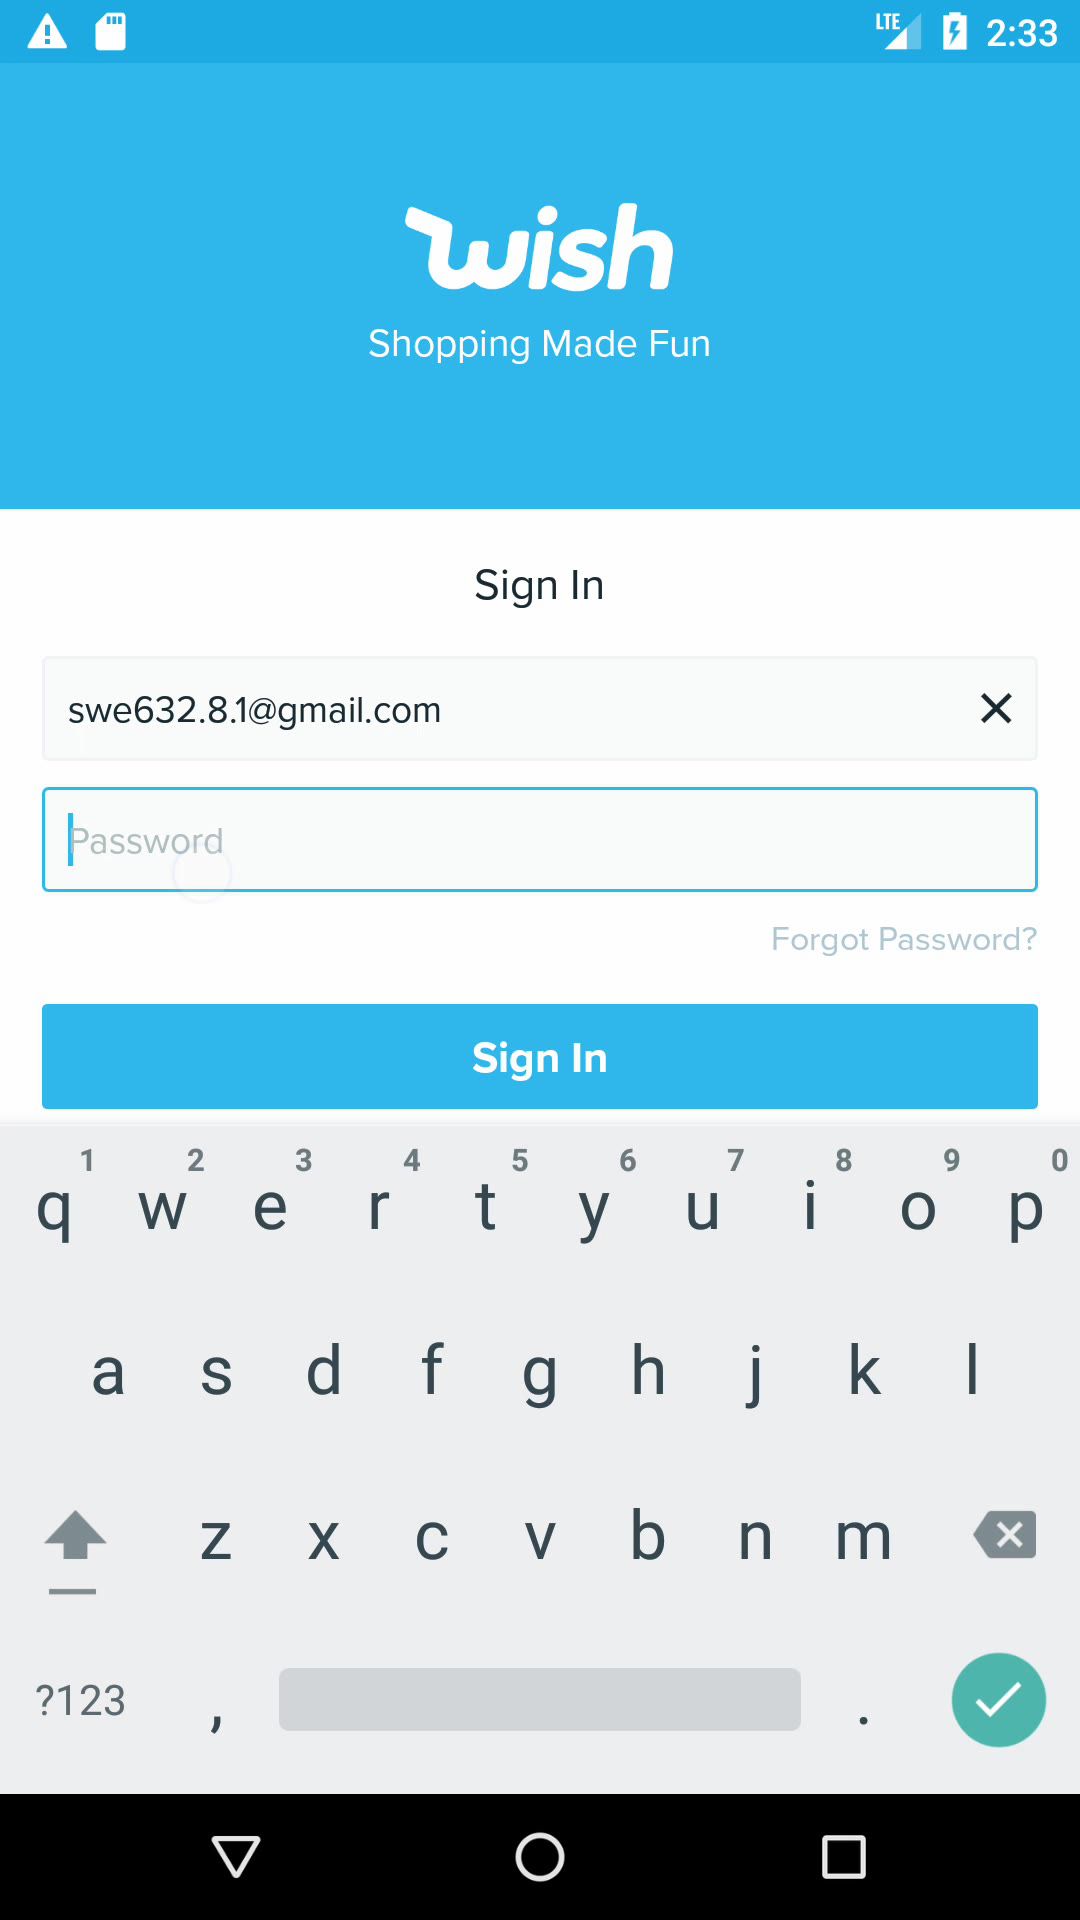 LTE 2:33
wish
Shopping Made Fun
Sign In
swe632.8.1@gmail.com
Password
Forgot Password?
Sign In
1 2 3 4 5 6 7 8 9 0
q w e r t y u i o p
a s d f g h j k l
z x c v b n m
?123 , .